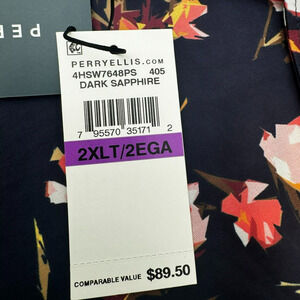 PE
PERRYELLIS.COM
4HSW7648PS 405
DARK SAPPHIRE
7 95570 35171 2
2XLT/2EGA
COMPARABLE VALUE $89.50